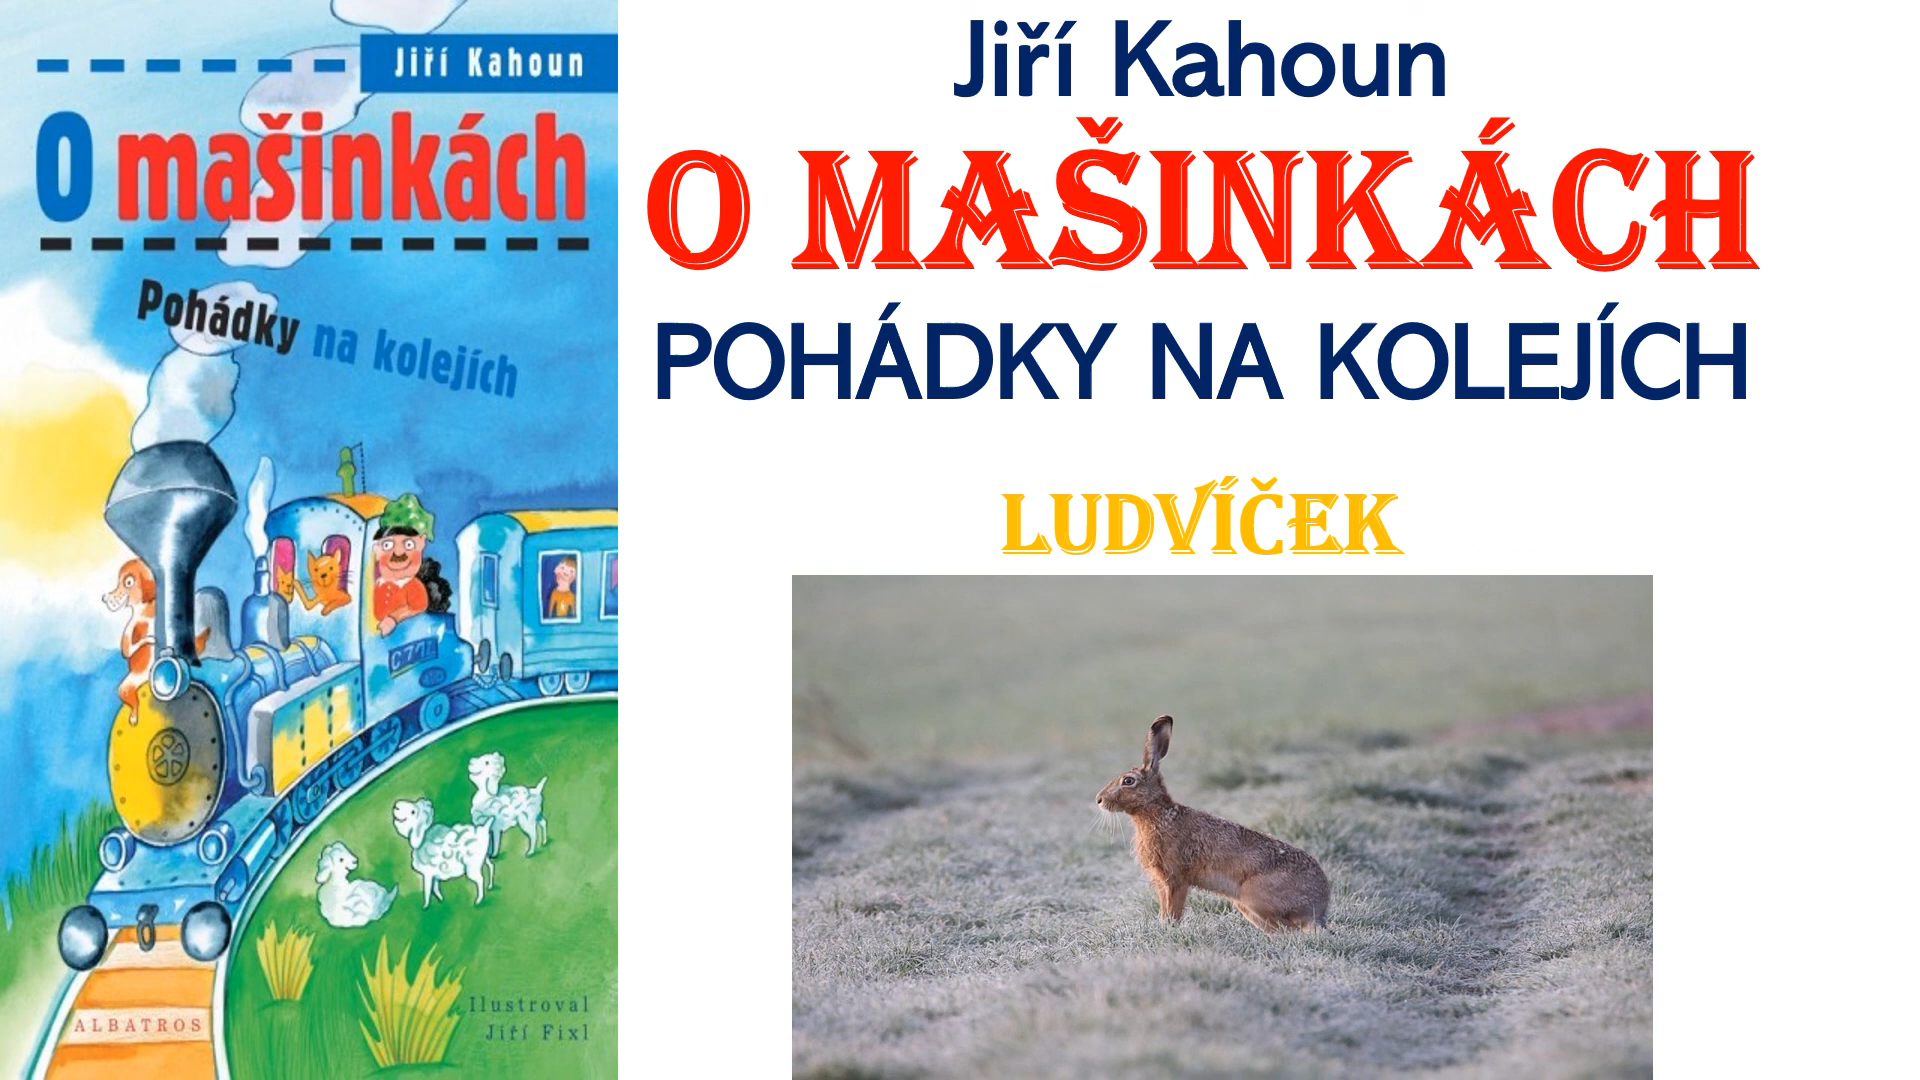 Jiří Kahoun
O mašinkách
Pohádky na kolejích
Ilustroval
Jiří Fixl
ALBATROS
Jiří Kahoun
O MAŠINKÁCH
POHÁDKY NA KOLEJÍCH
LUDVÍČEK